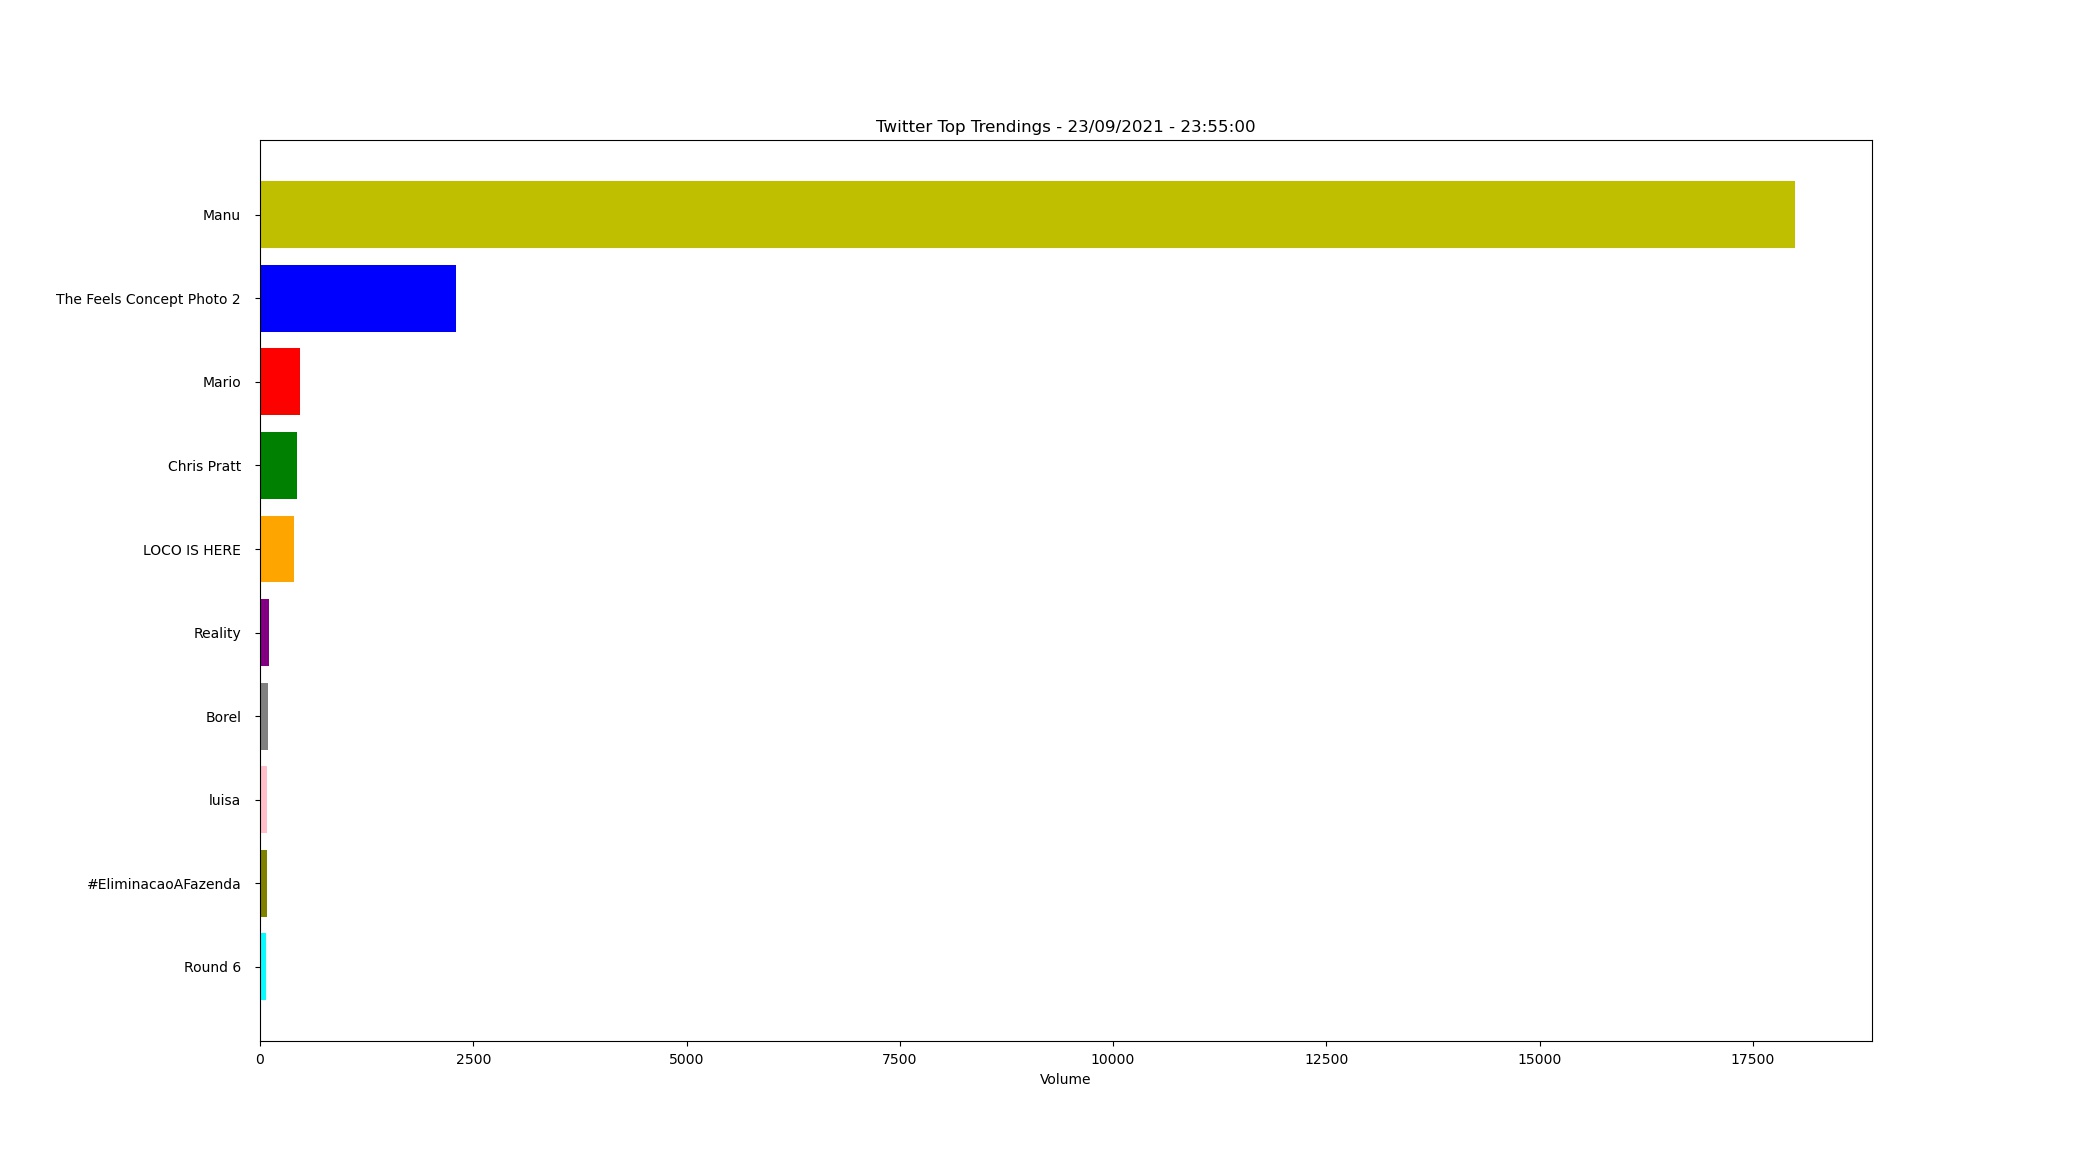 Twitter Top Trendings - 23/09/2021 - 23:55:00
Manu
The Feels Concept Photo 2
Mario
Chris Pratt
LOCO IS HERE
Reality
Borel
luisa
#EliminacaoAFazenda
Round 6
0 2500 5000 7500 10000 12500 15000 17500
Volume